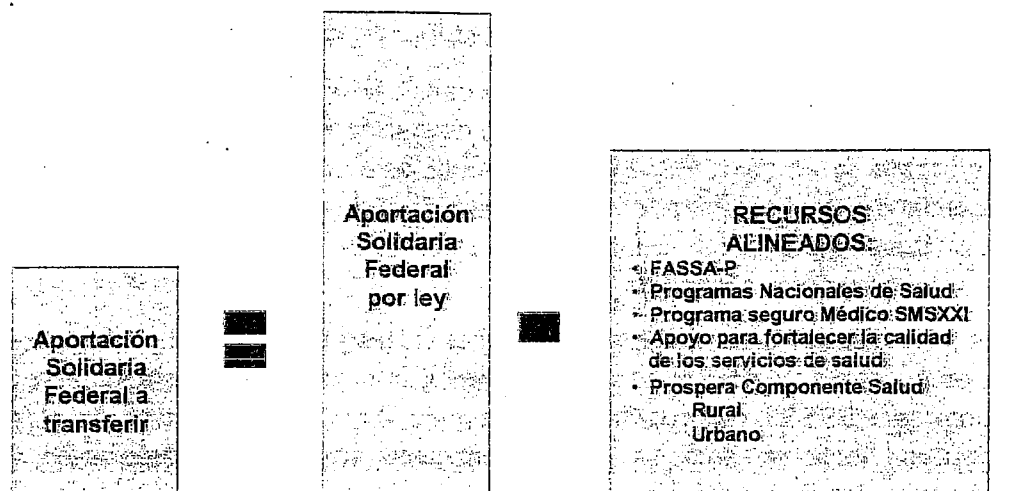 Aportación
Solidaria
Federal a
transferir
Aportación
Solidaria
Federal
por ley
RECURSOS
ALINEADOS:
• FASSA-P
• Programas Nacionales de Salud
• Programa seguro Médico SMSXXI
• Apoyo para fortalecer la calidad
de los servicios de salud
• Prospera Componente Salud
Rural
Urbano